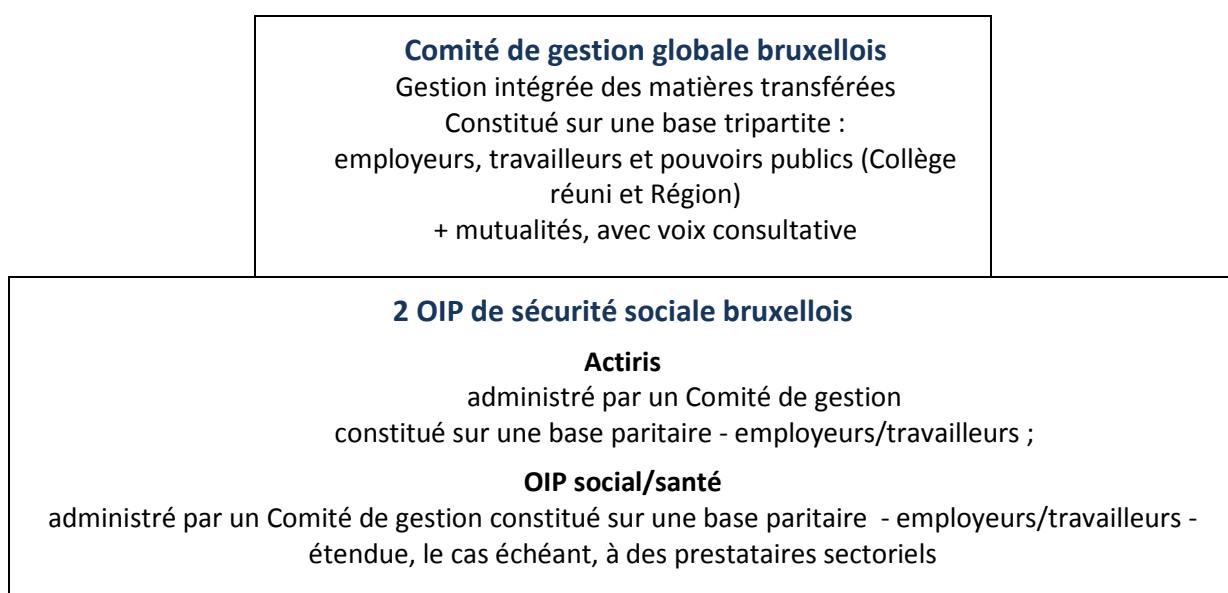 Comité de gestion globale bruxellois
Gestion intégrée des matières transférées
Constitué sur une base tripartite :
employeurs, travailleurs et pouvoirs publics (Collège
réuni et Région)
+ mutualités, avec voix consultative
2 OIP de sécurité sociale bruxellois
Actiris
administré par un Comité de gestion
constitué sur une base paritaire - employeurs/travailleurs ;
OIP social/santé
administré par un Comité de gestion constitué sur une base paritaire - employeurs/travailleurs -
étendue, le cas échéant, à des prestataires sectoriels